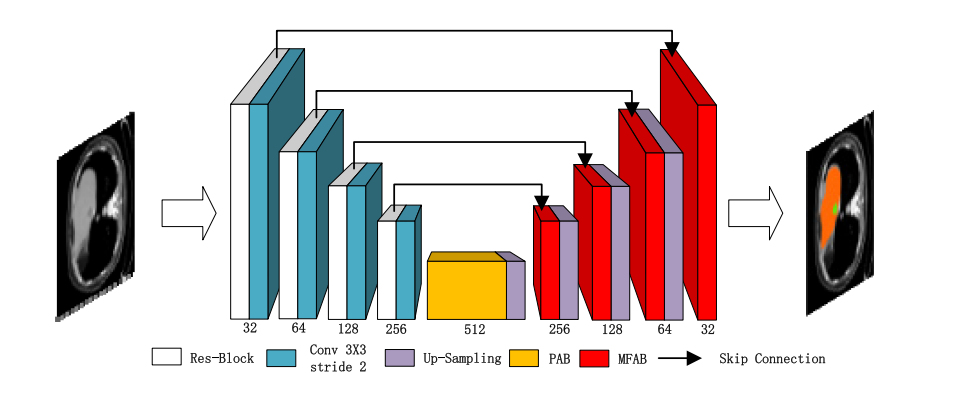 32 64 128 256 512 256 128 64 32
Res-Block
Conv 3X3
stride 2
Up-Sampling
PAB
MFAB
Skip Connection